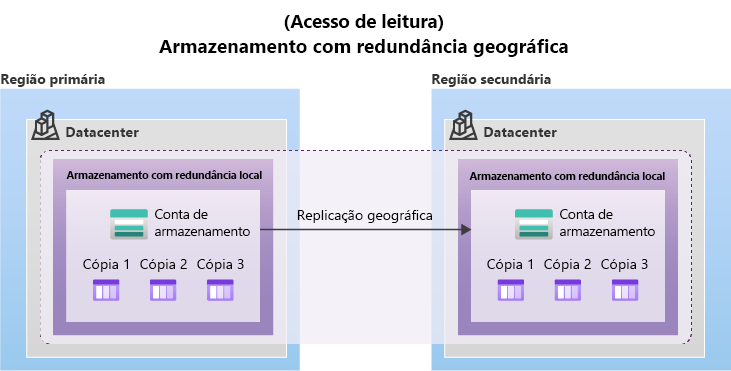 (Acesso de leitura)
Armazenamento com redundância geográfica
Região primária
Região secundária
Datacenter
Datacenter
Armazenamento com redundância local
Armazenamento com redundância local
Conta de
armazenamento
Replicação geográfica
Conta de
armazenamento
Cópia 1 Cópia 2 Cópia 3
Cópia 1 Cópia 2 Cópia 3